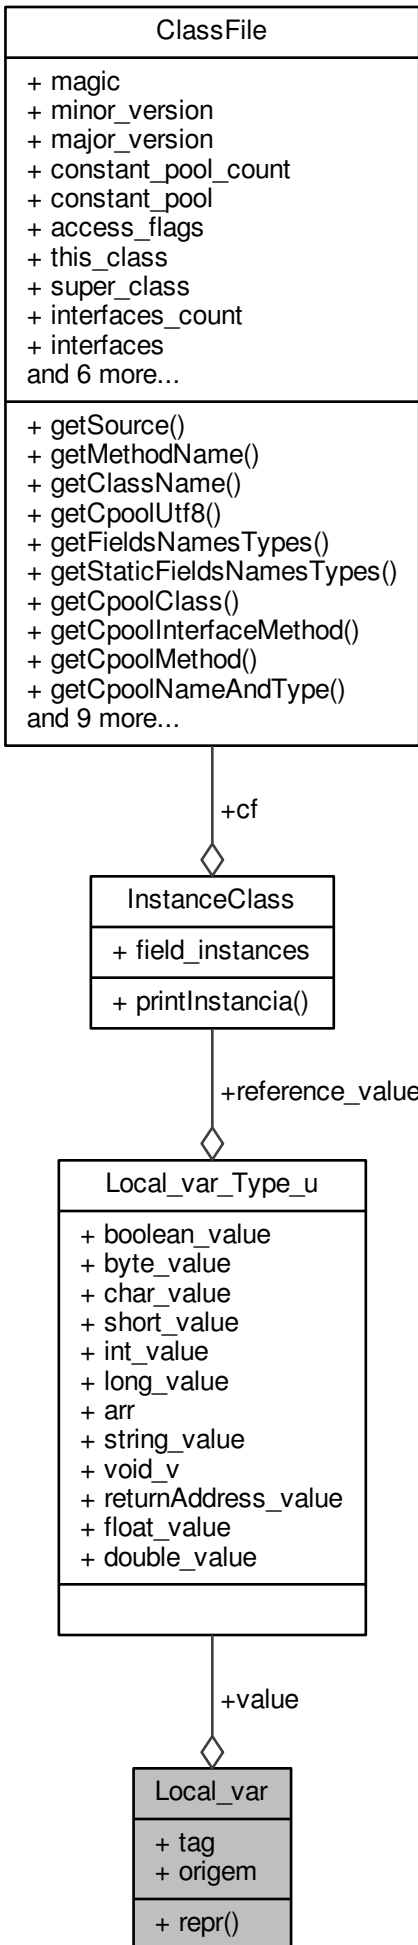 ClassFile
+ magic
+ minor_version
+ major_version
+ constant_pool_count
+ constant_pool
+ access_flags
+ this_class
+ super_class
+ interfaces_count
+ interfaces
and 6 more...
+ getSource()
+ getMethodName()
+ getClassName()
+ getCpoolUtf8()
+ getFieldsNamesTypes()
+ getStaticFieldsNamesTypes()
+ getCpoolClass()
+ getCpoolInterfaceMethod()
+ getCpoolMethod()
+ getCpoolNameAndType()
and 9 more...
+cf
InstanceClass
+ field_instances
+ printInstancia()
+reference_value
Local_var_Type_u
+ boolean_value
+ byte_value
+ char_value
+ short_value
+ int_value
+ long_value
+ arr
+ string_value
+ void_v
+ returnAddress_value
+ float_value
+ double_value
+value
Local_var
+ tag
+ origem
+ repr()